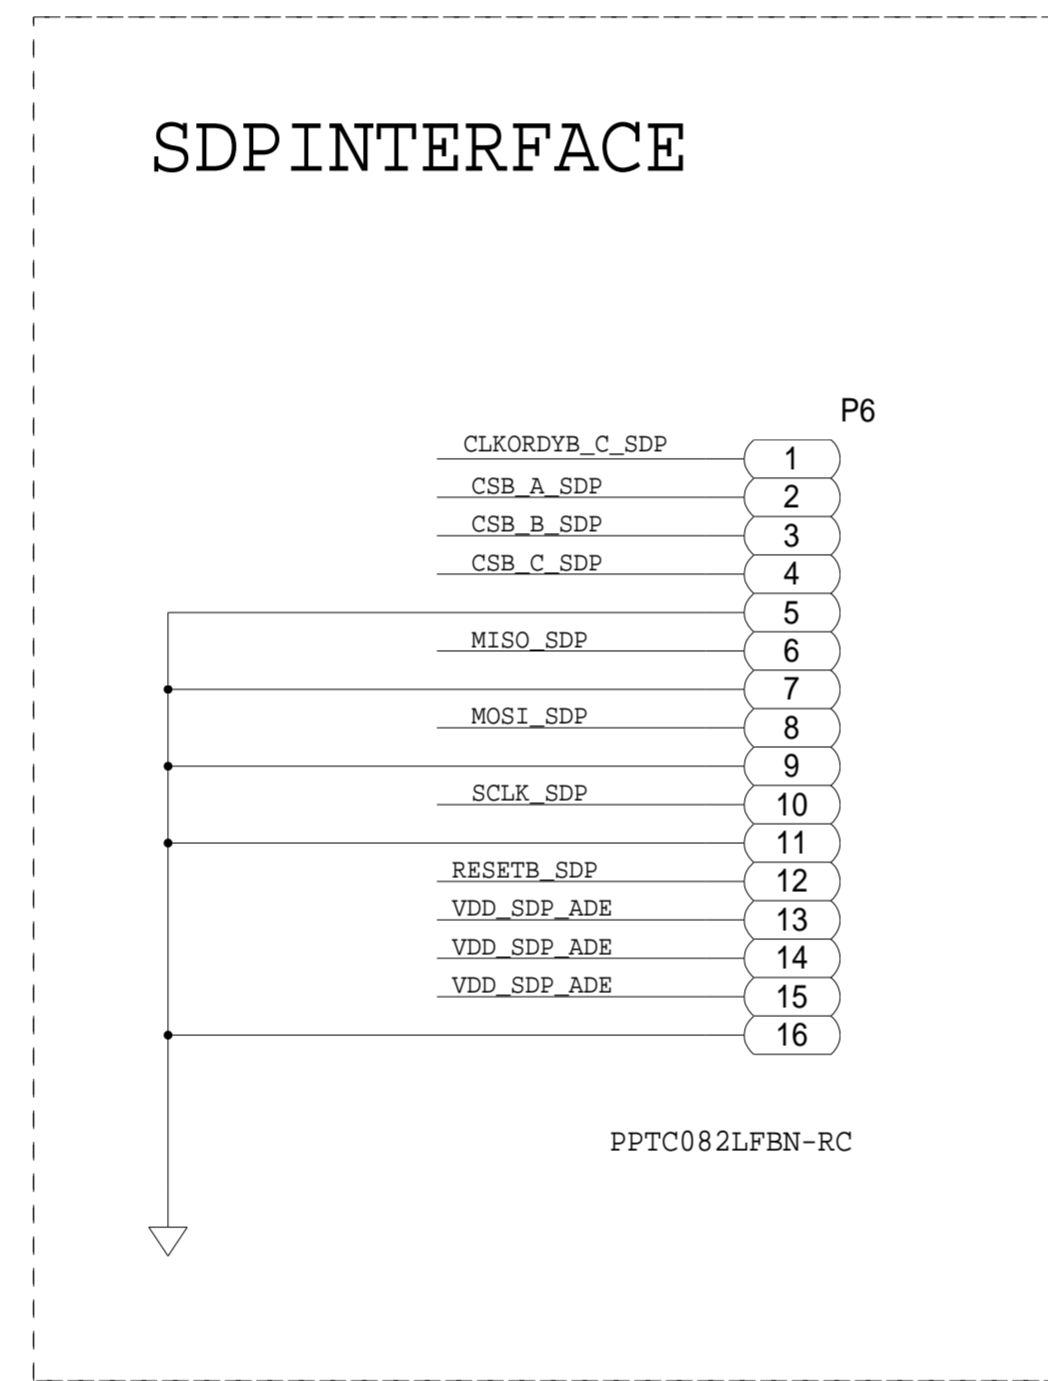 SDPINTERFACE
P6
CLKORDYB_C_SDP 1
CSB_A_SDP 2
CSB_B_SDP 3
CSB_C_SDP 4
5
MISO_SDP 6
7
MOSI_SDP 8
9
SCLK_SDP 10
11
RESETB_SDP 12
VDD_SDP_ADE 13
VDD_SDP_ADE 14
VDD_SDP_ADE 15
16
PPTC082LFBN-RC